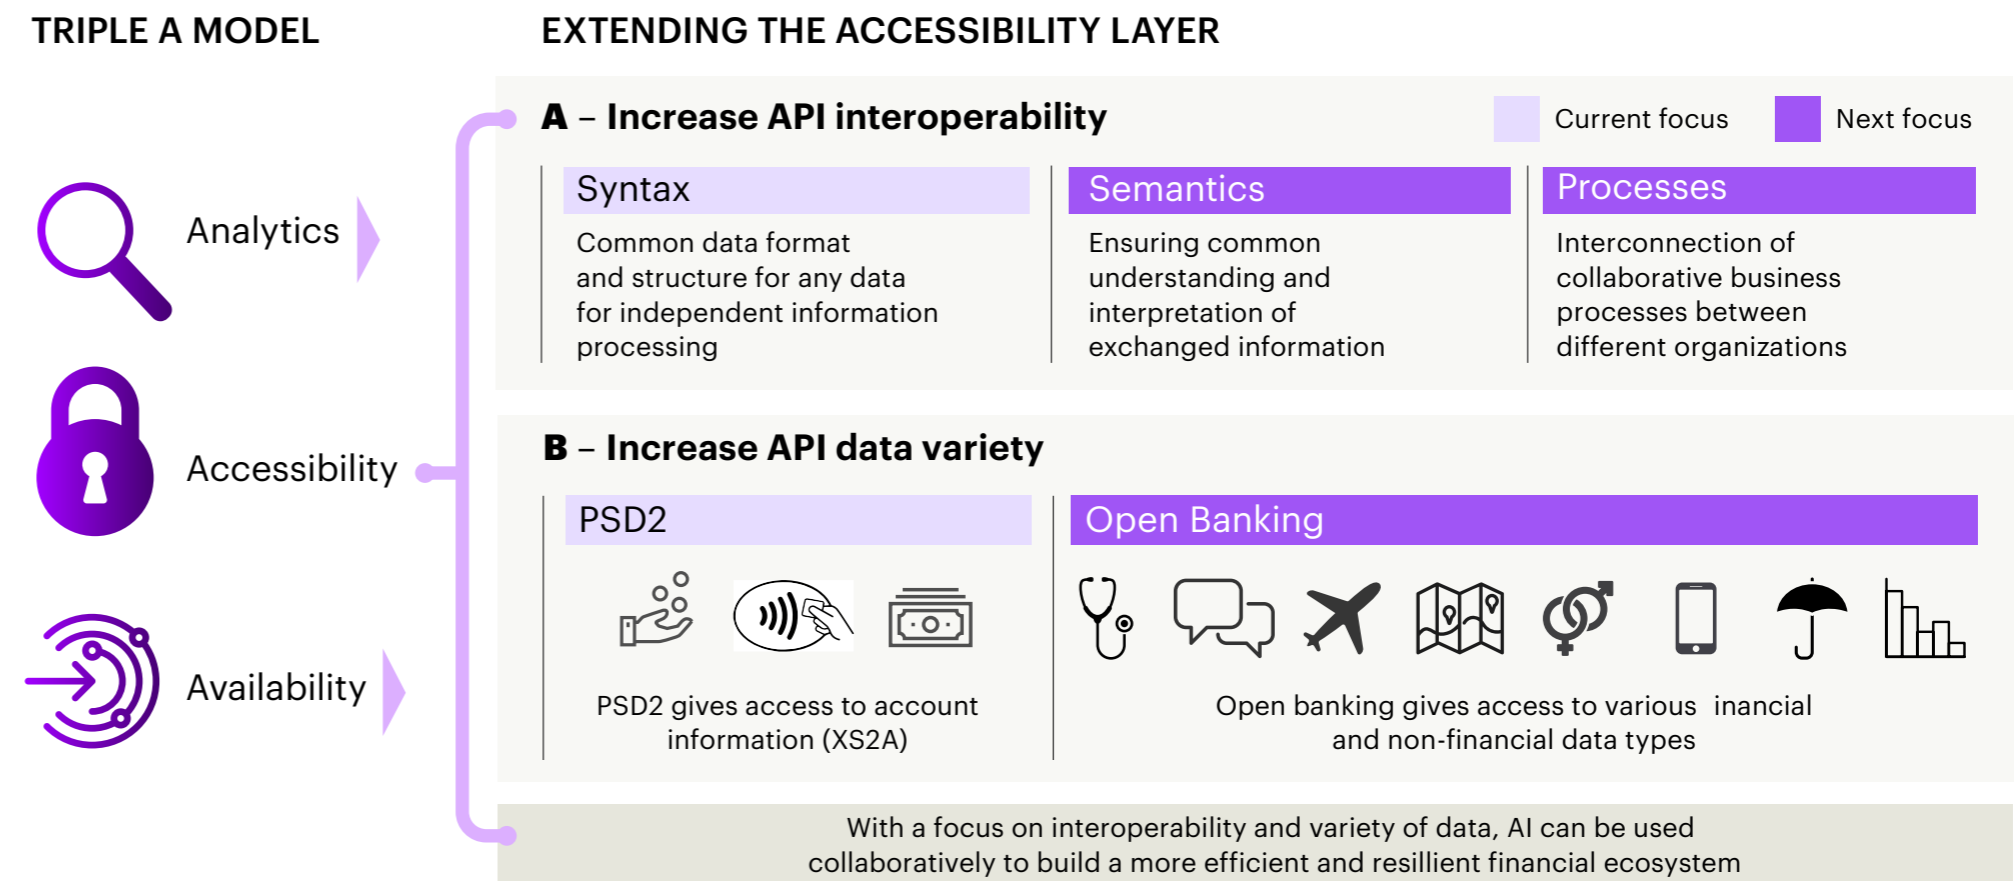 TRIPLE A MODEL
EXTENDING THE ACCESSIBILITY LAYER
Analytics
Accessibility
Availability
A – Increase API interoperability
Current focus
Next focus
Syntax
Common data format
and structure for any data
for independent information
processing
Semantics
Ensuring common
understanding and
interpretation of
exchanged information
Processes
Interconnection of
collaborative business
processes between
different organizations
B – Increase API data variety
PSD2
PSD2 gives access to account
information (XS2A)
Open Banking
Open banking gives access to various inancial
and non-financial data types
With a focus on interoperability and variety of data, AI can be used
collaboratively to build a more efficient and resillient financial ecosystem